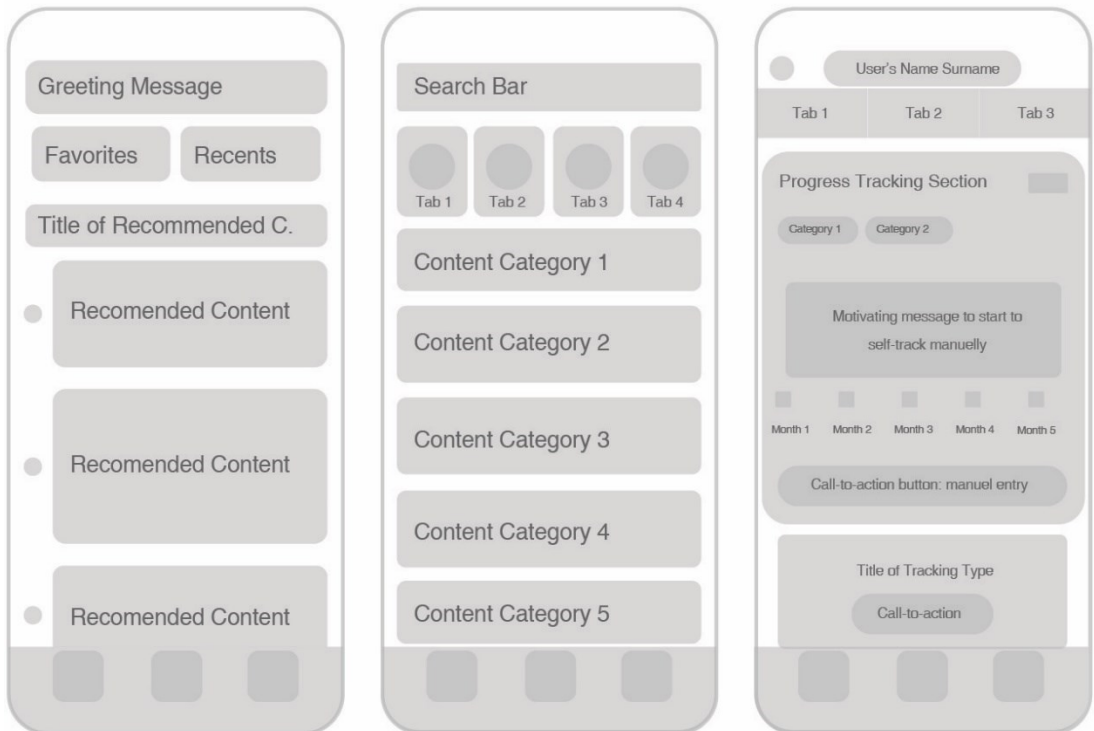 Greeting Message
Favorites
Recents
Title of Recommended C.
Recomended Content
Recomended Content
Recomended Content
Search Bar
Tab 1
Tab 2
Tab 3
Tab 4
Content Category 1
Content Category 2
Content Category 3
Content Category 4
Content Category 5
User's Name Surname
Tab 1
Tab 2
Tab 3
Progress Tracking Section
Category 1
Category 2
Motivating message to start to
self-track manuelly
Month 1
Month 2
Month 3
Month 4
Month 5
Call-to-action button: manuel entry
Title of Tracking Type
Call-to-action